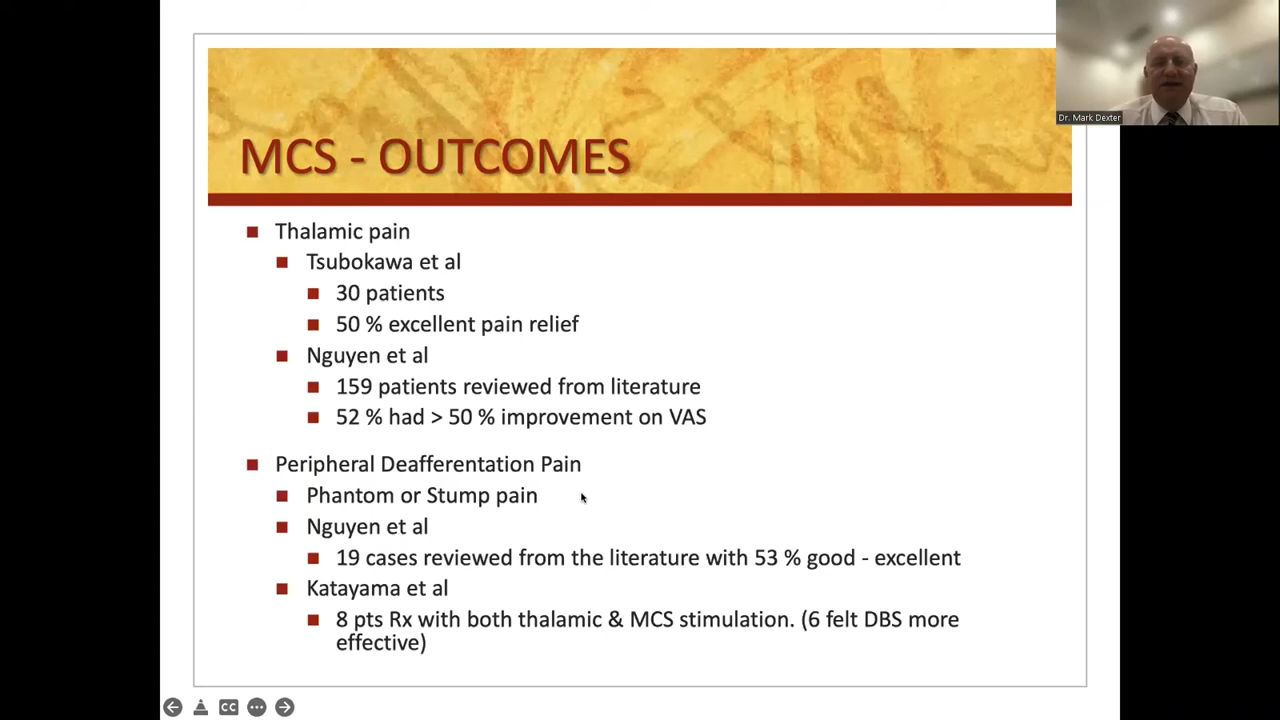 Dr. Mark Dexter
MCS - OUTCOMES
Thalamic pain
Tsubokawa et al
30 patients
50 % excellent pain relief
Nguyen et al
159 patients reviewed from literature
52 % had > 50 % improvement on VAS
Peripheral Deafferentation Pain
Phantom or Stump pain
Nguyen et al
19 cases reviewed from the literature with 53 % good - excellent
Katayama et al
8 pts Rx with both thalamic & MCS stimulation. (6 felt DBS more
effective)
CC